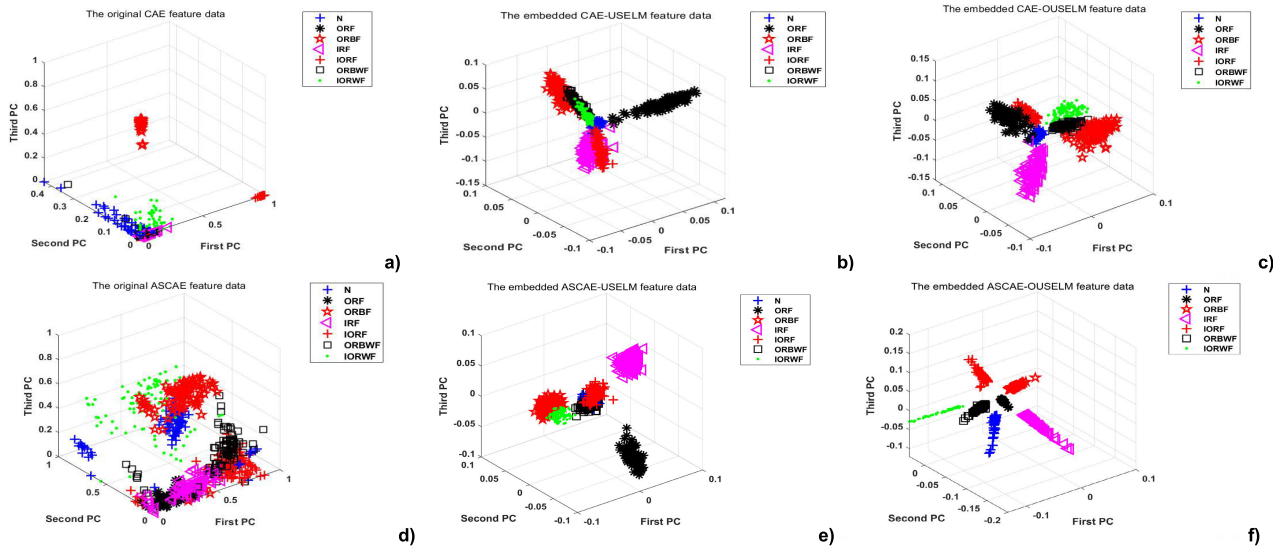 The original CAE feature data
N
ORF
ORBF
IRF
IORF
ORBWF
IORWF
Third PC
1
0.8
0.6
0.4
0.2
0
0.4
0.3
0.2
0.1
0
0
0.5
1
Second PC
First PC
a)
The embedded CAE-USELM feature data
N
ORF
ORBF
IRF
IORF
ORBWF
IORWF
Third PC
0.1
0.05
0
-0.05
-0.1
-0.15
0.1
0.05
0
-0.05
-0.1
-0.1
0
0.1
Second PC
First PC
b)
The embedded CAE-OUSELM feature data
N
ORF
ORBF
IRF
IORF
ORBWF
IORWF
Third PC
0.15
0.1
0.05
0
-0.05
-0.1
-0.15
0.1
0.05
0
-0.05
-0.1
-0.1
0
0.1
Second PC
First PC
c)
The original ASCAE feature data
N
ORF
ORBF
IRF
IORF
ORBWF
IORWF
Third PC
1
0.8
0.6
0.4
0.2
0
1
0.5
0
0
0.5
1
Second PC
First PC
d)
The embedded ASCAE-USELM feature data
N
ORF
ORBF
IRF
IORF
ORBWF
IORWF
Third PC
0.1
0.05
0
-0.05
-0.1
0.1
0.05
0
-0.05
-0.1
-0.1
0
0.1
Second PC
First PC
e)
The embedded ASCAE-OUSELM feature data
N
ORF
ORBF
IRF
IORF
ORBWF
IORWF
Third PC
0.2
0.15
0.1
0.05
0
-0.05
-0.1
0
-0.05
-0.1
-0.15
-0.2
-0.1
0
0.1
Second PC
First PC
f)